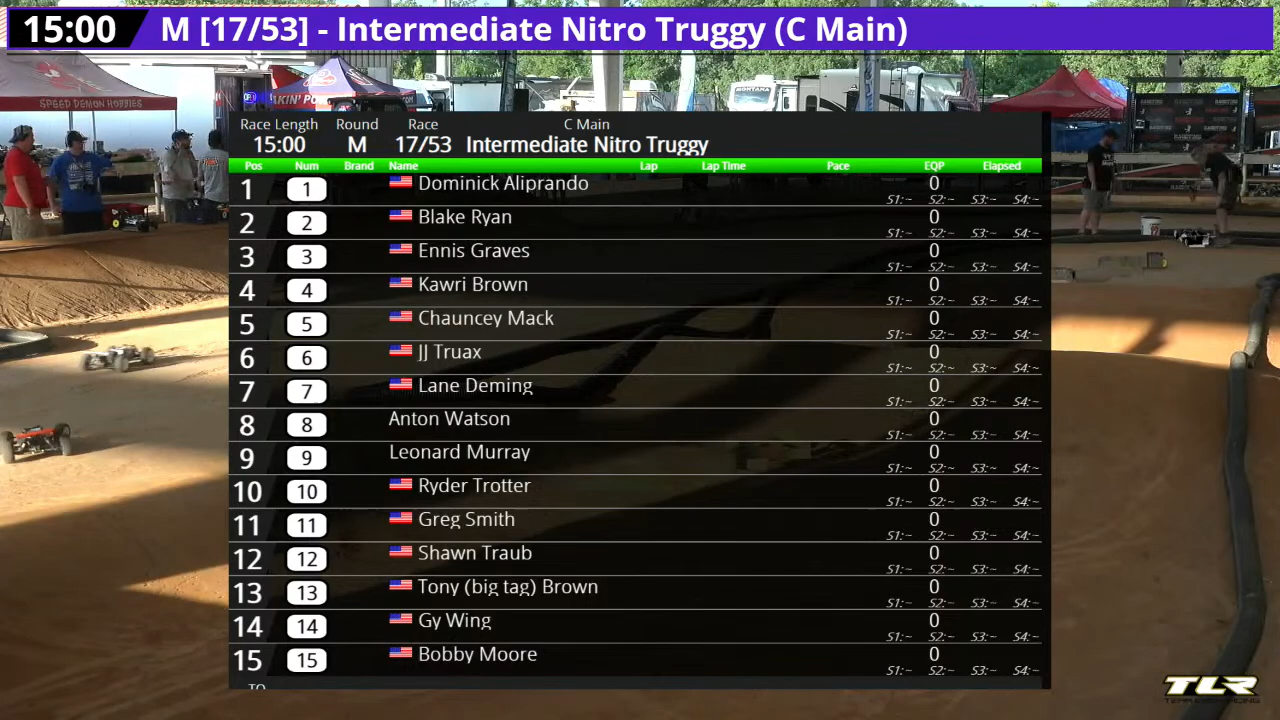 15:00 M [17/53] - Intermediate Nitro Truggy (C Main)
SPEED DEMON HOBBIES
MONTANA
Race Length Round Race C Main
15:00 M 17/53 Intermediate Nitro Truggy
Pos Num Brand Name Lap Lap Time Pace EQP Elapsed
1 1 Dominick Aliprando 0
S1:~ S2:~ S3:~ S4:~
2 2 Blake Ryan 0
S1:~ S2:~ S3:~ S4:~
3 3 Ennis Graves 0
S1:~ S2:~ S3:~ S4:~
4 4 Kawri Brown 0
S1:~ S2:~ S3:~ S4:~
5 5 Chauncey Mack 0
S1:~ S2:~ S3:~ S4:~
6 6 JJ Truax 0
S1:~ S2:~ S3:~ S4:~
7 7 Lane Deming 0
S1:~ S2:~ S3:~ S4:~
8 8 Anton Watson 0
S1:~ S2:~ S3:~ S4:~
9 9 Leonard Murray 0
S1:~ S2:~ S3:~ S4:~
10 10 Ryder Trotter 0
S1:~ S2:~ S3:~ S4:~
11 11 Greg Smith 0
S1:~ S2:~ S3:~ S4:~
12 12 Shawn Traub 0
S1:~ S2:~ S3:~ S4:~
13 13 Tony (big tag) Brown 0
S1:~ S2:~ S3:~ S4:~
14 14 Gy Wing 0
S1:~ S2:~ S3:~ S4:~
15 15 Bobby Moore 0
S1:~ S2:~ S3:~ S4:~
TLR